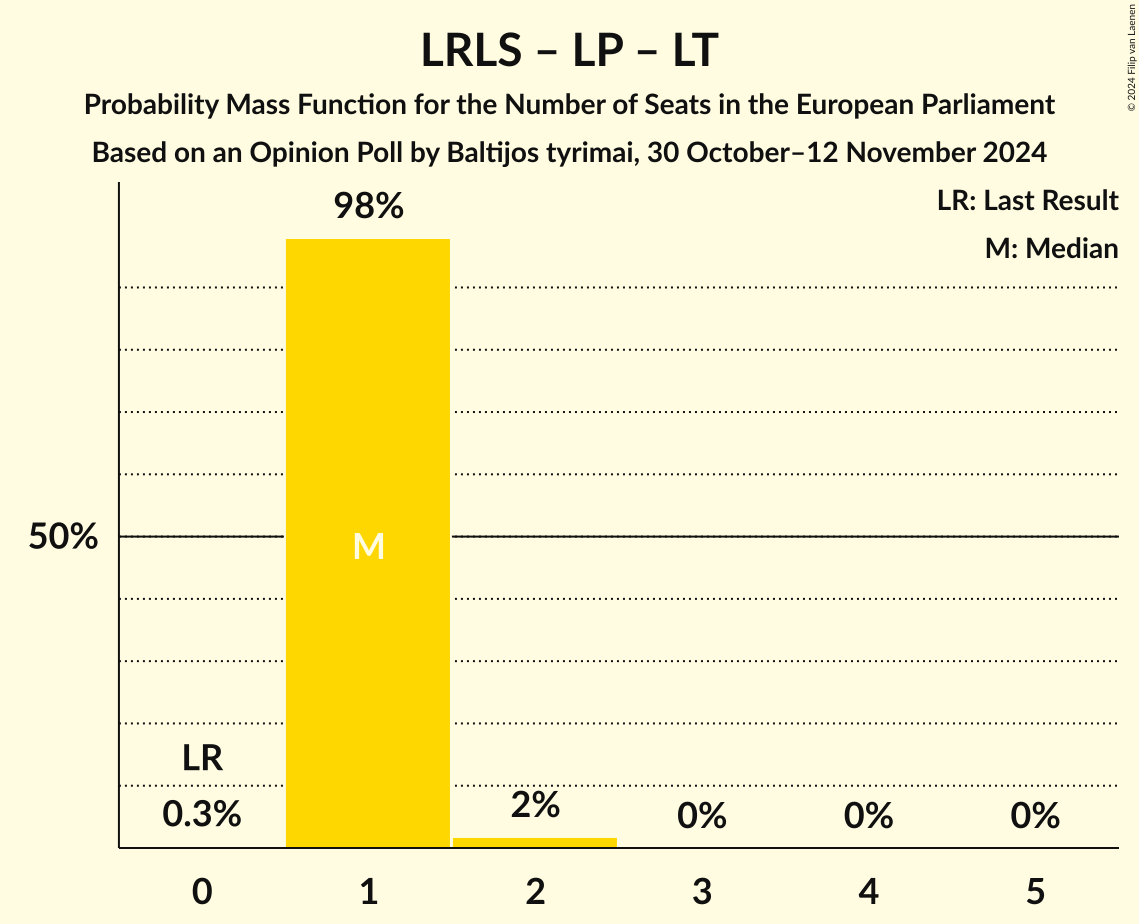 LRLS – LP – LT
Probability Mass Function for the Number of Seats in the European Parliament
Based on an Opinion Poll by Baltijos tyrimai, 30 October–12 November 2024
© 2024 Filip van Laenen
LR: Last Result
M: Median
98%
50%
M
LR
0.3%
2%
0%
0%
0%
0
1
2
3
4
5